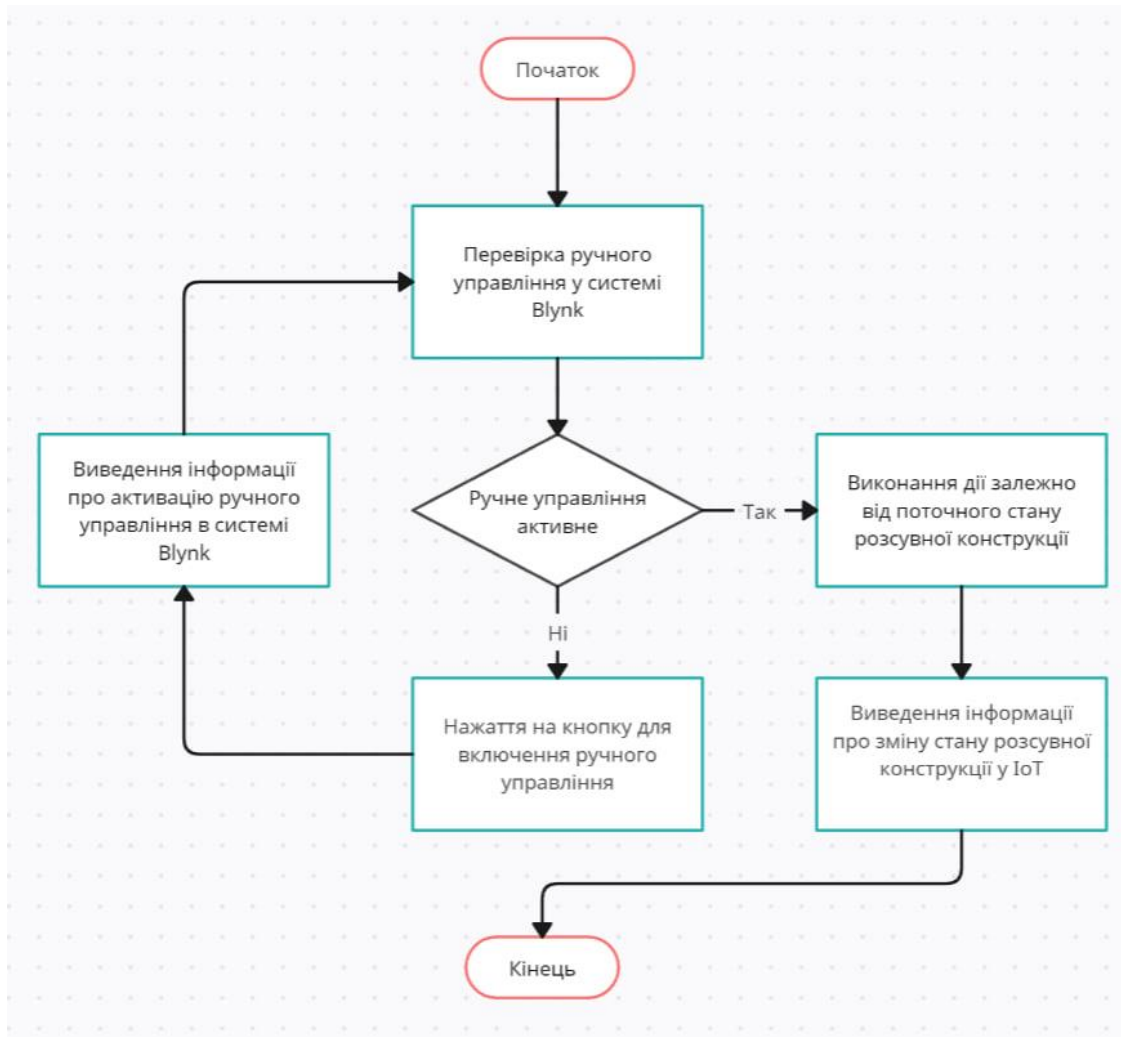 Початок
Перевірка ручного
управління у системі
Blynk
Виведення інформації
про активацію ручного
управління в системі
Blynk
Ручне управління
активне
Так
Виконання дії залежно
від поточного стану
розсувної конструкції
Ні
Нажаття на кнопку для
включення ручного
управління
Виведення інформації
про зміну стану розсувної
конструкції у IoT
Кінець